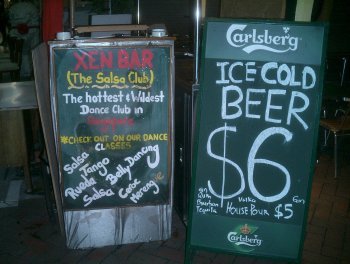 XEN BAR
(The Salsa Club)
The hottest & Wildest
Dance Club in
*CHECK OUT ON OUR DANCE
CLASSES
Salsa
Tango
Rueda
Salsa
Belly Dancing
Merengue
Carlsberg
ICE COLD
BEER
$6
gin
Bourbon
Tequila
Vodka
HOUSE POUR $5
Carlsberg